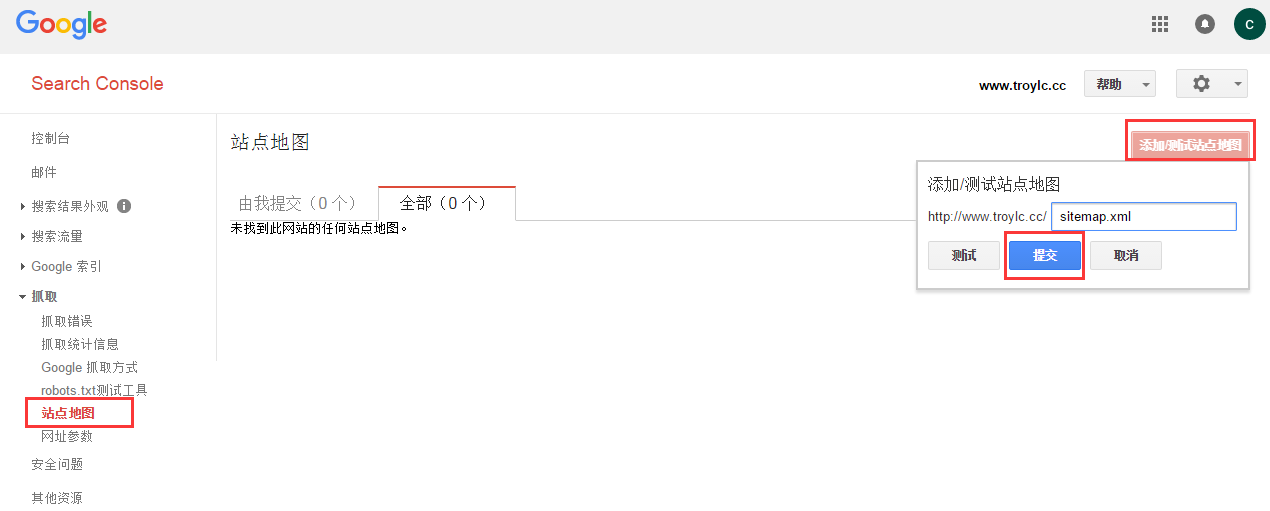 Google
C
Search Console
www.troylc.cc
帮助
控制台
邮件
搜索结果外观
搜索流量
Google 索引
抓取
抓取错误
抓取统计信息
Google 抓取方式
robots.txt测试工具
站点地图
网址参数
安全问题
其他资源
站点地图
添加/测试站点地图
由我提交（0 个）
全部（0 个）
未找到此网站的任何站点地图。
添加/测试站点地图
http://www.troylc.cc/ sitemap.xml
测试 提交 取消